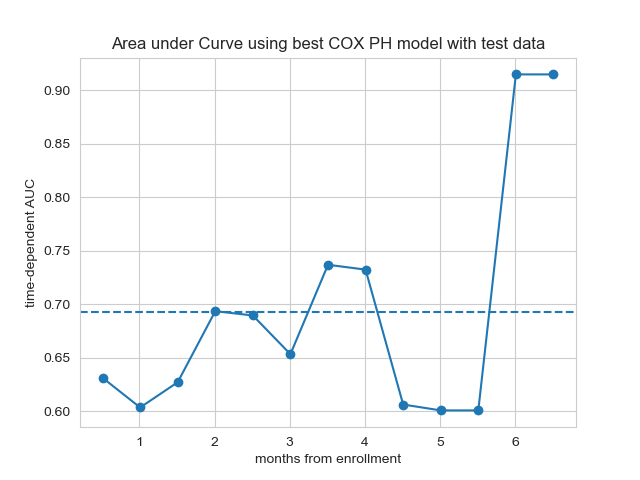 Area under Curve using best COX PH model with test data
time-dependent AUC
0.90
0.85
0.80
0.75
0.70
0.65
0.60
1 2 3 4 5 6
months from enrollment